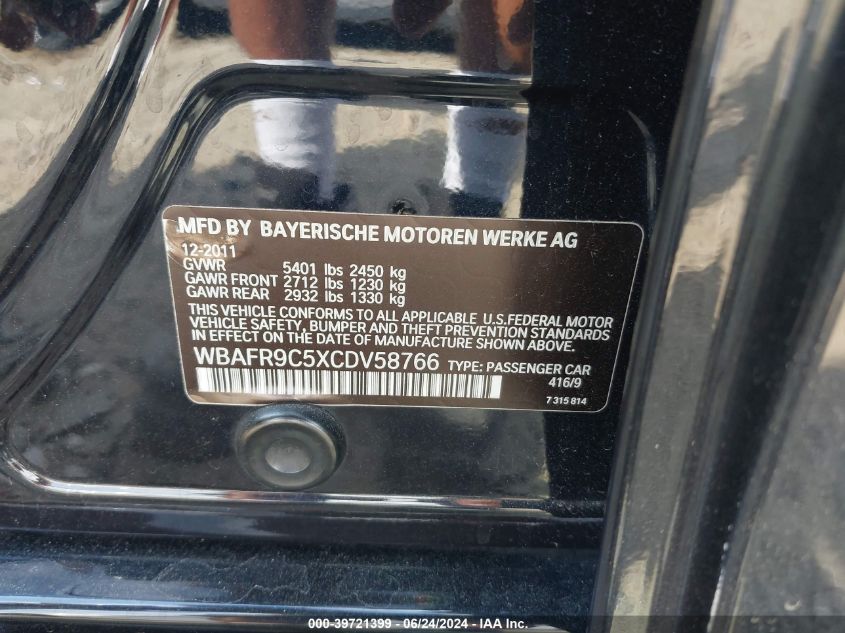 MFD BY BAYERISCHE MOTOREN WERKE AG
12-2011
GVWR 5401 lbs 2450 kg
GAWR FRONT 2712 lbs 1230 kg
GAWR REAR 2932 lbs 1330 kg
THIS VEHICLE CONFORMS TO ALL APPLICABLE U.S.FEDERAL MOTOR
VEHICLE SAFETY, BUMPER AND THEFT PREVENTION STANDARDS
IN EFFECT ON THE DATE OF MANUFACTURE SHOWN ABOVE.
WBAFR9C5XCDV58766 TYPE: PASSENGER CAR
416/9
7 315 814
000-39721399 - 06/24/2024 - IAA Inc.